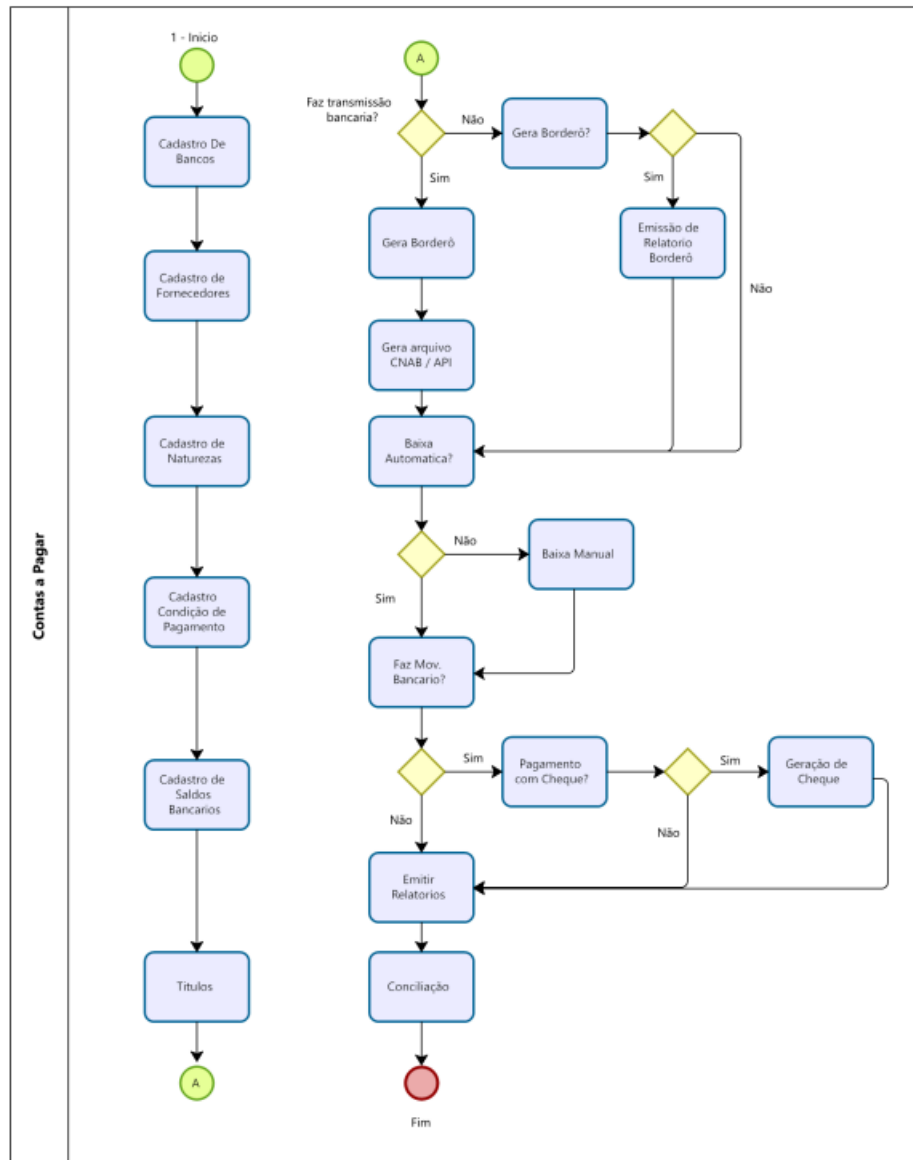 Contas a Pagar
1 - Inicio
Cadastro De
Bancos
Cadastro de
Fornecedores
Cadastro de
Naturezas
Cadastro
Condição de
Pagamento
Cadastro de
Saldos
Bancarios
Titulos
A
A
Faz transmissão
bancaria?
Não
Gera Borderô?
Sim
Sim
Gera Borderô
Emissão de
Relatorio
Borderô
Não
Gera arquivo
CNAB / API
Baixa
Automatica?
Não
Baixa Manual
Sim
Faz Mov.
Bancario?
Sim
Pagamento
com Cheque?
Sim
Geração de
Cheque
Não
Não
Emitir
Relatorios
Conciliação
Fim